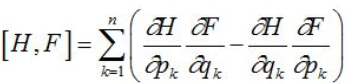 [H, F] = \sum_{k=1}^{n} \left( \frac{\partial H}{\partial p_k} \frac{\partial F}{\partial q_k} - \frac{\partial H}{\partial q_k} \frac{\partial F}{\partial p_k} \right)